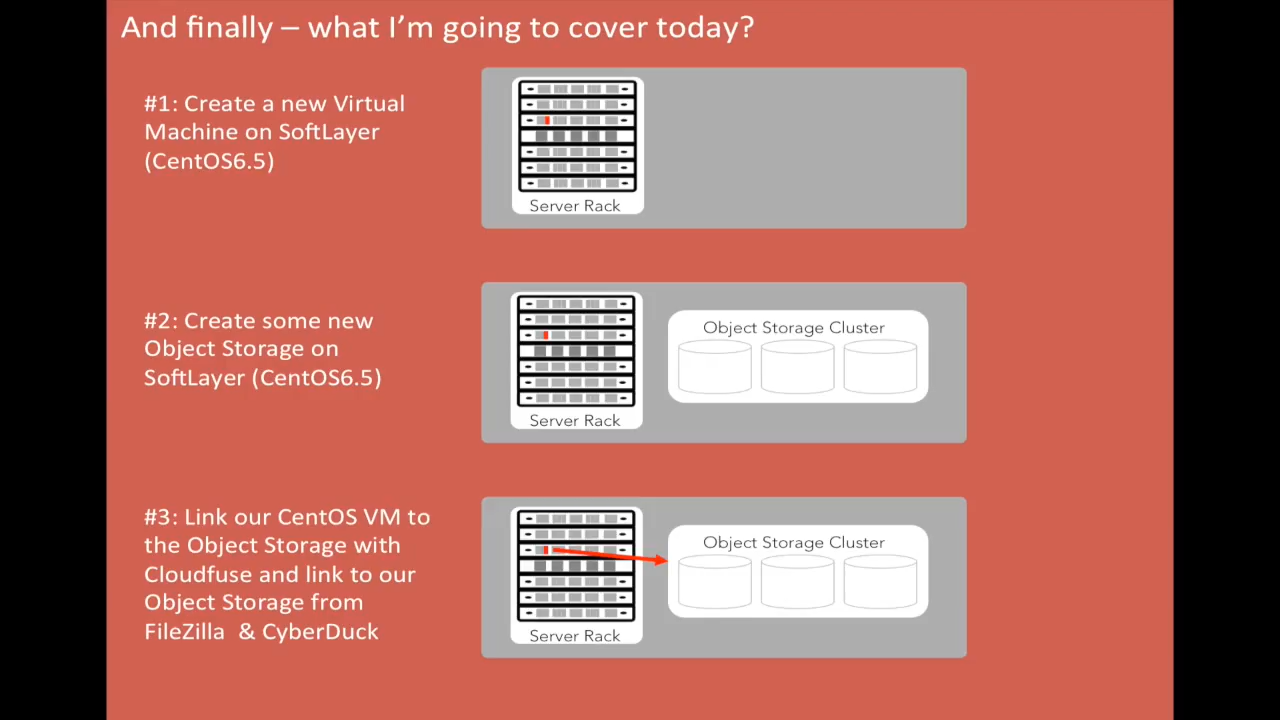 And finally – what I'm going to cover today?
#1: Create a new Virtual
Machine on SoftLayer
(CentOS6.5)
Server Rack
#2: Create some new
Object Storage on
SoftLayer (CentOS6.5)
Object Storage Cluster
Server Rack
#3: Link our CentOS VM to
the Object Storage with
Cloudfuse and link to our
Object Storage from
FileZilla & CyberDuck
Object Storage Cluster
Server Rack